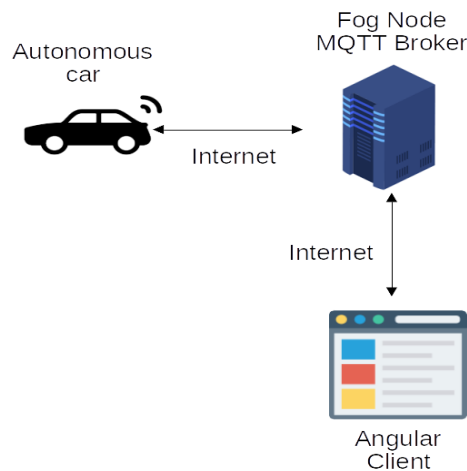 Fog Node
MQTT Broker
Autonomous
car
Internet
Internet
Angular
Client